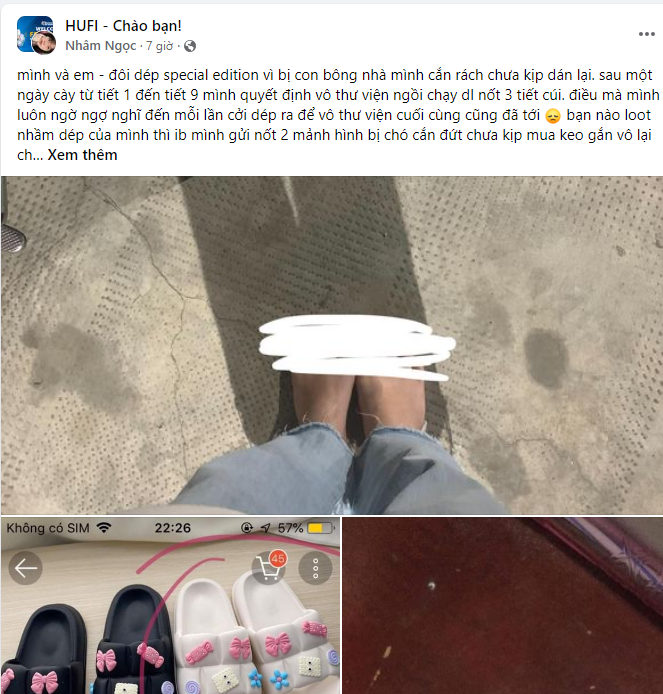 HUFI - Chào bạn!
Nhâm Ngọc · 7 giờ ·
mình và em - đôi dép special edition vì bị con bông nhà mình cắn rách chưa kịp dán lại. sau một
ngày cày từ tiết 1 đến tiết 9 mình quyết định vô thư viện ngồi chạy dl nốt 3 tiết cúi. điều mà mình
luôn ngờ ngợ nghĩ đến mỗi lần cởi dép ra để vô thư viện cuối cùng cũng đã tới 😔 bạn nào loot
nhầm dép của mình thì ib mình gửi nốt 2 mảnh hình bị chó cắn đứt chưa kịp mua keo gắn vô lại
ch... Xem thêm
Không có SIM 22:26 57%
45